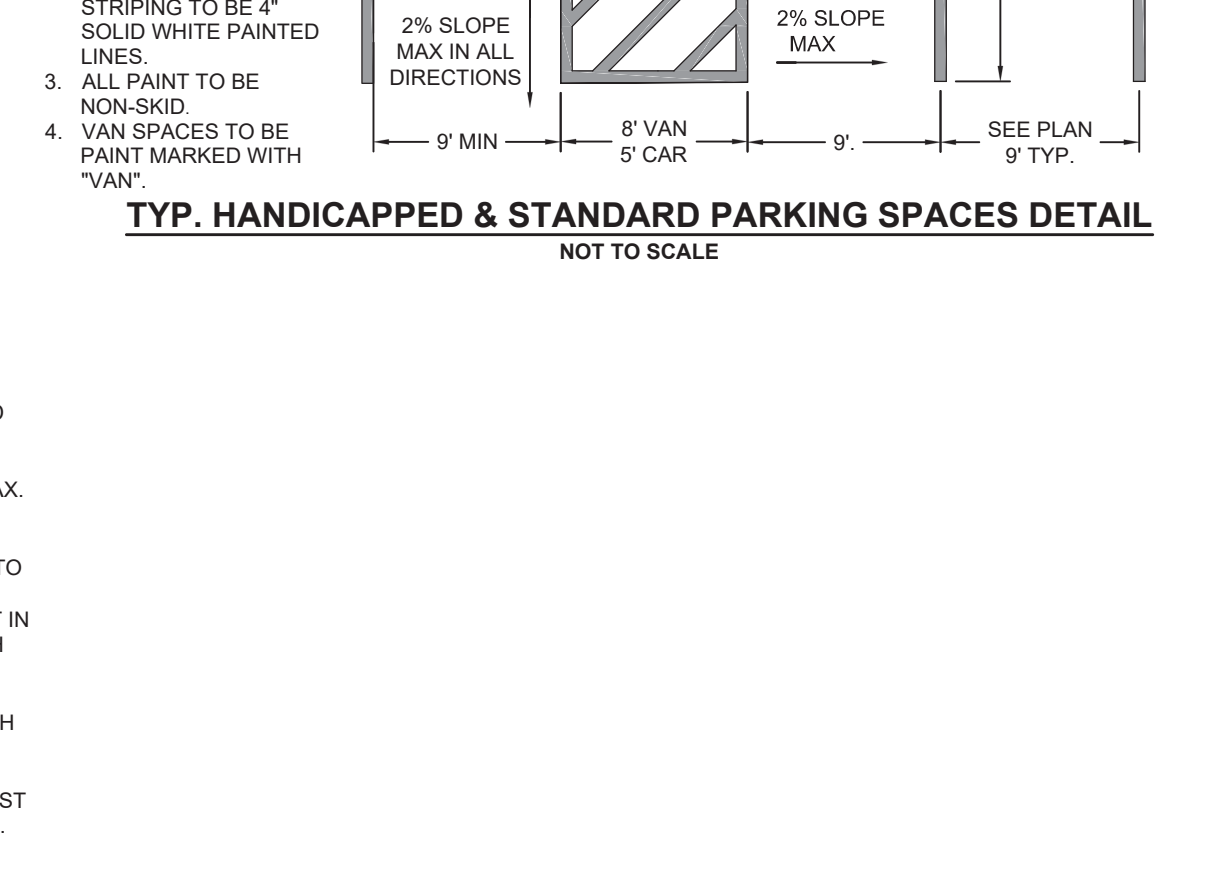 STRIPING TO BE 4"
SOLID WHITE PAINTED
LINES.
3. ALL PAINT TO BE
NON-SKID.
4. VAN SPACES TO BE
PAINT MARKED WITH
"VAN".
2% SLOPE
MAX IN ALL
DIRECTIONS
2% SLOPE
MAX
9' MIN
8' VAN
5' CAR
9'.
SEE PLAN
9' TYP.
TYP. HANDICAPPED & STANDARD PARKING SPACES DETAIL
NOT TO SCALE
AX.
TO
IN
H
ST
.